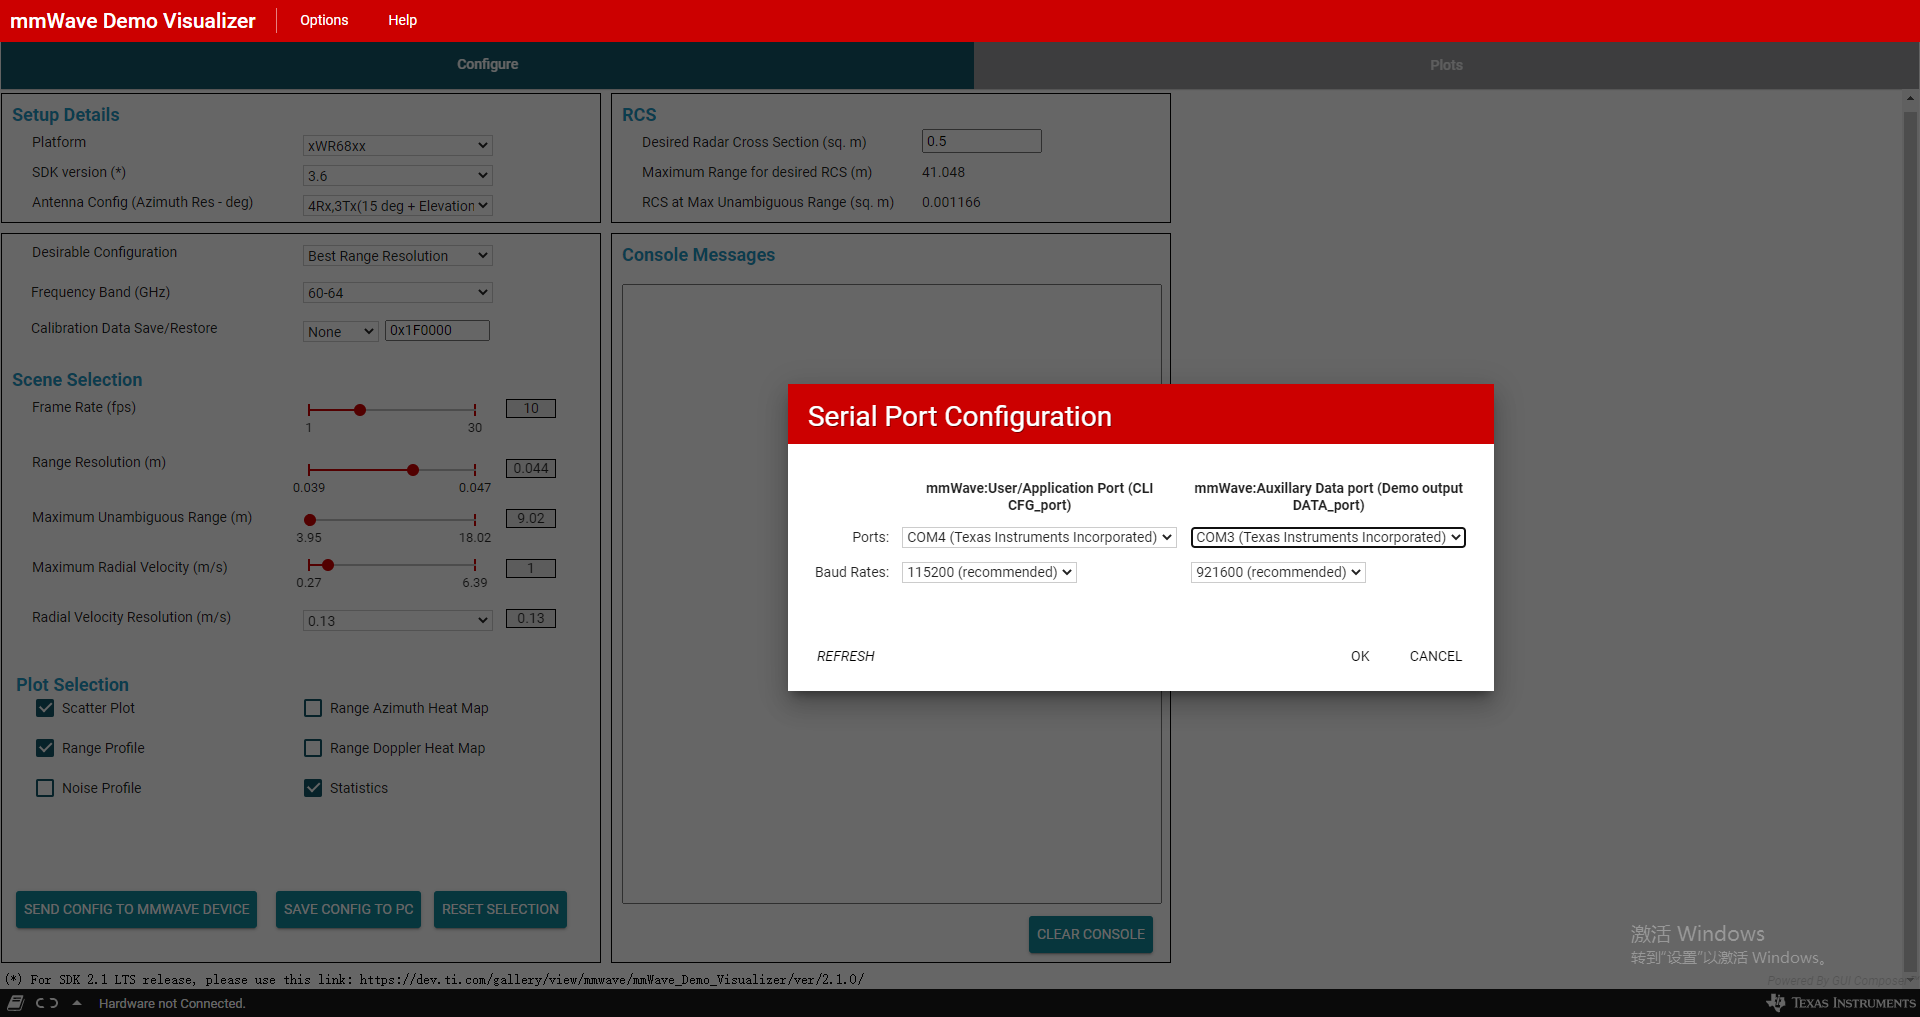 mmWave Demo Visualizer
Options
Help
Configure
Plots
Setup Details
Platform
xWR68xx
SDK version (*)
3.6
Antenna Config (Azimuth Res - deg)
4Rx,3Tx(15 deg + Elevation
RCS
Desired Radar Cross Section (sq. m)
0.5
Maximum Range for desired RCS (m)
41.048
RCS at Max Unambiguous Range (sq. m)
0.001166
Desirable Configuration
Best Range Resolution
Frequency Band (GHz)
60-64
Calibration Data Save/Restore
None
0x1F0000
Scene Selection
Frame Rate (fps)
10
1
30
Range Resolution (m)
0.044
0.039
0.047
Maximum Unambiguous Range (m)
9.02
3.95
18.02
Maximum Radial Velocity (m/s)
1
0.27
6.39
Radial Velocity Resolution (m/s)
0.13
0.13
Plot Selection
Scatter Plot
Range Azimuth Heat Map
Range Profile
Range Doppler Heat Map
Noise Profile
Statistics
SEND CONFIG TO MMWAVE DEVICE
SAVE CONFIG TO PC
RESET SELECTION
Console Messages
CLEAR CONSOLE
Serial Port Configuration
mmWave:User/Application Port (CLI
CFG_port)
mmWave:Auxillary Data port (Demo output
DATA_port)
Ports:
COM4 (Texas Instruments Incorporated)
COM3 (Texas Instruments Incorporated)
Baud Rates:
115200 (recommended)
921600 (recommended)
REFRESH
OK
CANCEL
激活 Windows
转到"设置"以激活 Windows。
(*) For SDK 2.1 LTS release, please use this link: https://dev.ti.com/gallery/view/mmwave/mmWave_Demo_Visualizer/ver/2.1.0/
Powered By GUI Composer
Hardware not Connected.
TEXAS INSTRUMENTS